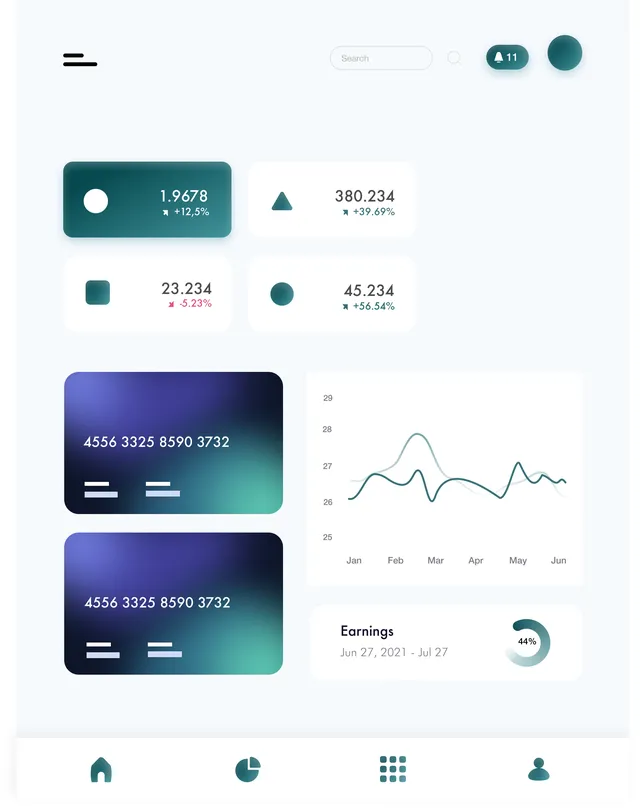 Search
11
1.9678
+12,5%
380.234
+39.69%
23.234
-5.23%
45.234
+56.54%
4556 3325 8590 3732
4556 3325 8590 3732
29
28
27
26
25
Jan Feb Mar Apr May Jun
Earnings
Jun 27, 2021 - Jul 27
44%